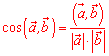 cos(a⃗, b⃗) = (a⃗, b⃗) / |a⃗|·|b⃗|